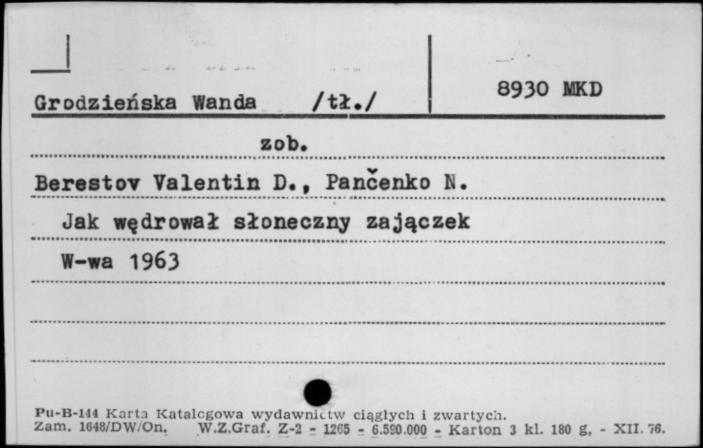 Grodzieńska Wanda /tł./ 8930 MKD
zob.
Berestov Valentin D., Pančenko N.
Jak wędrował słoneczny zajączek
W-wa 1963
Pu-B-144 Karta Katalogowa wydawnictw ciągłych i zwartych.
Zam. 1648/DW/On. W.Z.Graf. Z-2 - 1265 - 6.590.000 - Karton 3 kl. 180 g, - XII. 76.